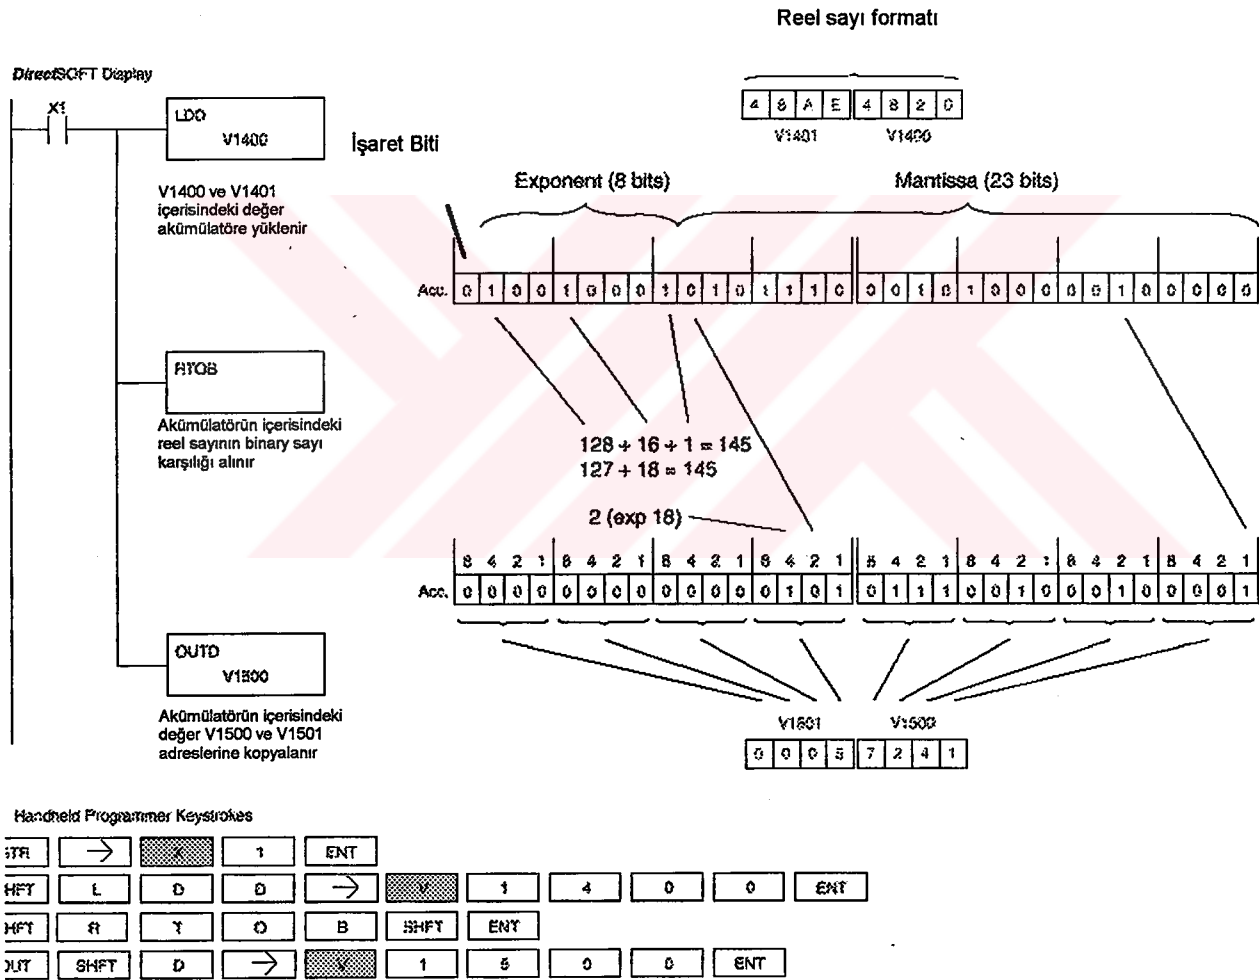 Reel sayı formatı
DirectSOFT Display
X1
LDD
V1400
V1400 ve V1401
içerisindeki değer
akümülatöre yüklenir
İşaret Biti
4 8 A E 4 8 2 0
V1401 V1400
Exponent (8 bits) Mantissa (23 bits)
Acc. 0 1 0 0 1 0 0 0 1 0 1 0 1 1 1 0 0 0 1 0 1 0 0 0 0 0 1 0 0 0 0 0
RTOB
Akümülatörün içerisindeki
reel sayının binary sayı
karşılığı alınır
128 + 16 + 1 = 145
127 + 18 = 145
2 (exp 18)
8 4 2 1 8 4 2 1 8 4 2 1 8 4 2 1 8 4 2 1 8 4 2 1 8 4 2 1 8 4 2 1
Acc. 0 0 0 0 0 0 0 0 0 0 0 0 0 1 0 1 0 1 1 1 0 0 1 0 0 0 1 0 0 0 0 1
OUTD
V1500
Akümülatörün içerisindeki
değer V1500 ve V1501
adreslerine kopyalanır
V1501 V1500
0 0 0 5 7 2 4 1
Handheld Programmer Keystrokes
STR → X 1 ENT
HFT L D D → V 1 4 0 0 ENT
HFT R T O B SHFT ENT
OUT SHFT D → V 1 5 0 0 ENT